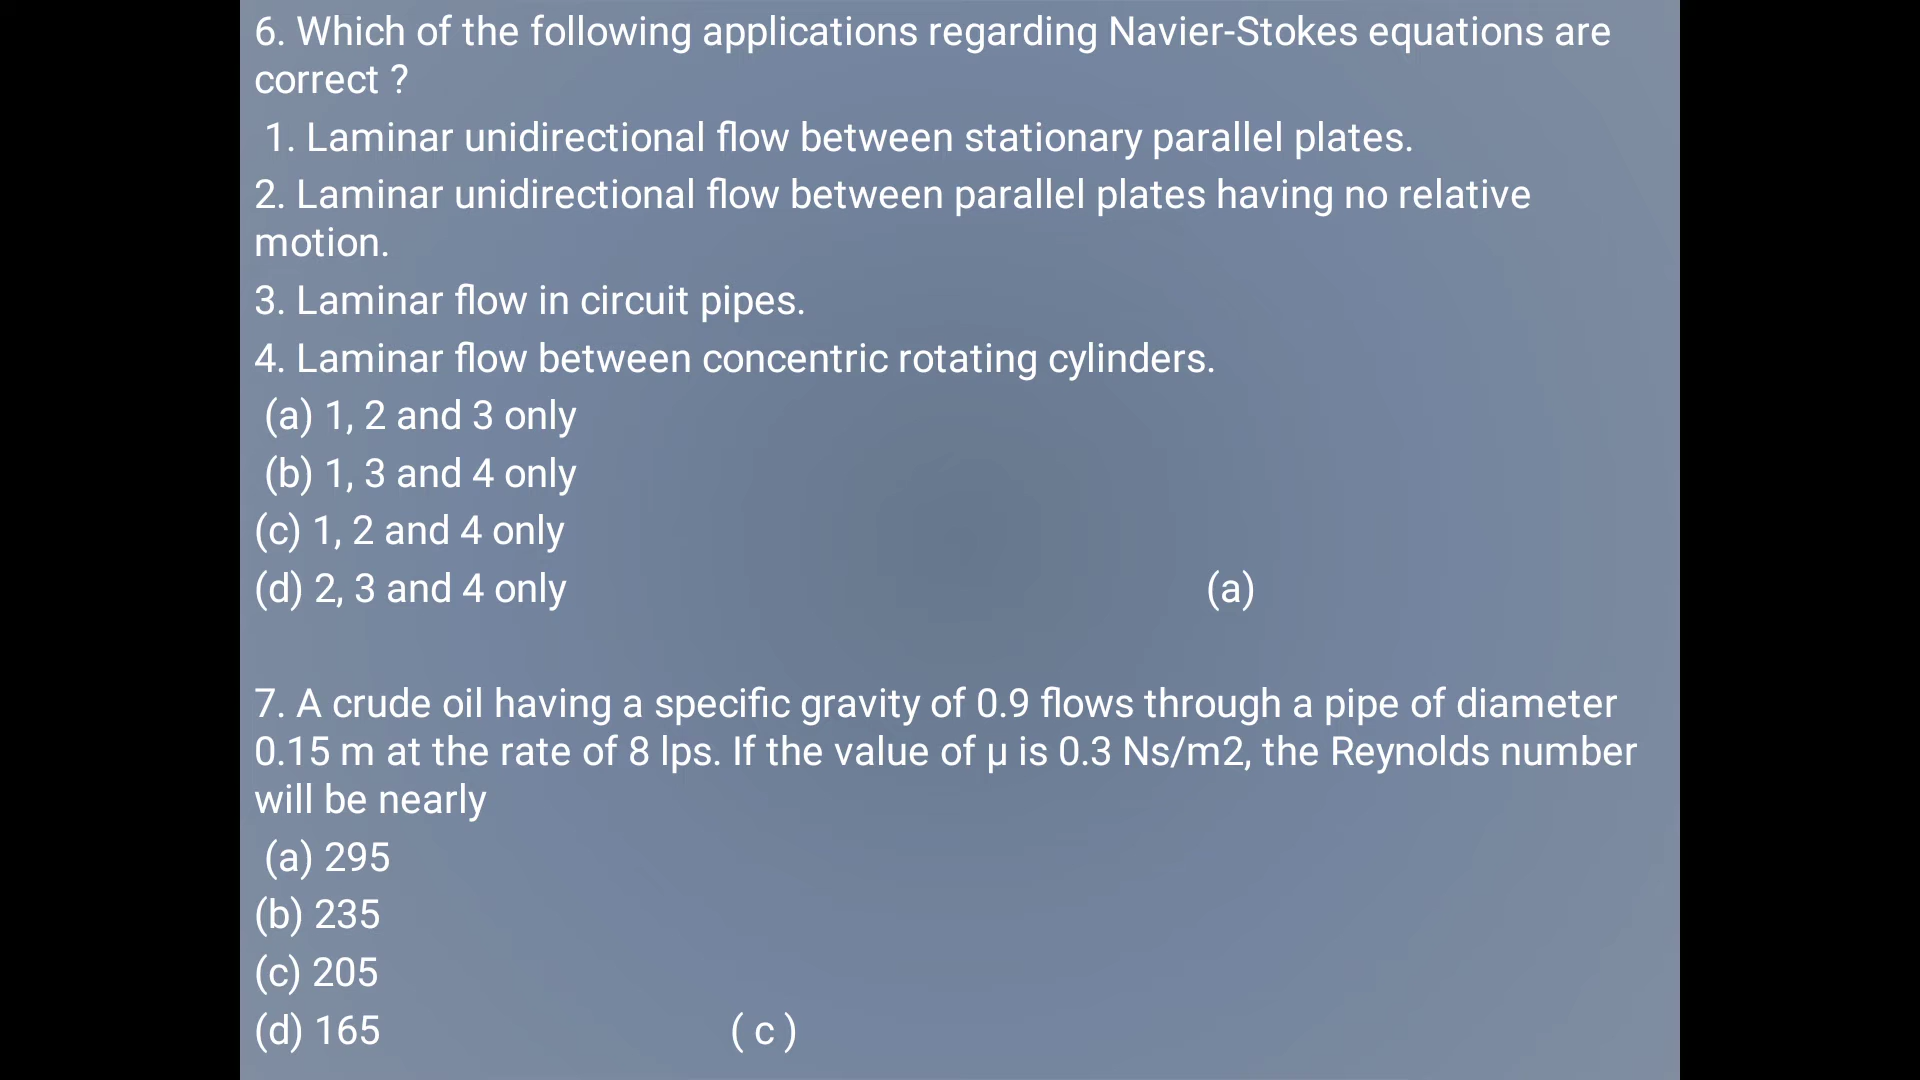 6. Which of the following applications regarding Navier-Stokes equations are
correct ?
1. Laminar unidirectional flow between stationary parallel plates.
2. Laminar unidirectional flow between parallel plates having no relative
motion.
3. Laminar flow in circuit pipes.
4. Laminar flow between concentric rotating cylinders.
(a) 1, 2 and 3 only
(b) 1, 3 and 4 only
(c) 1, 2 and 4 only
(d) 2, 3 and 4 only (a)
7. A crude oil having a specific gravity of 0.9 flows through a pipe of diameter
0.15 m at the rate of 8 lps. If the value of μ is 0.3 Ns/m2, the Reynolds number
will be nearly
(a) 295
(b) 235
(c) 205
(d) 165 ( c )